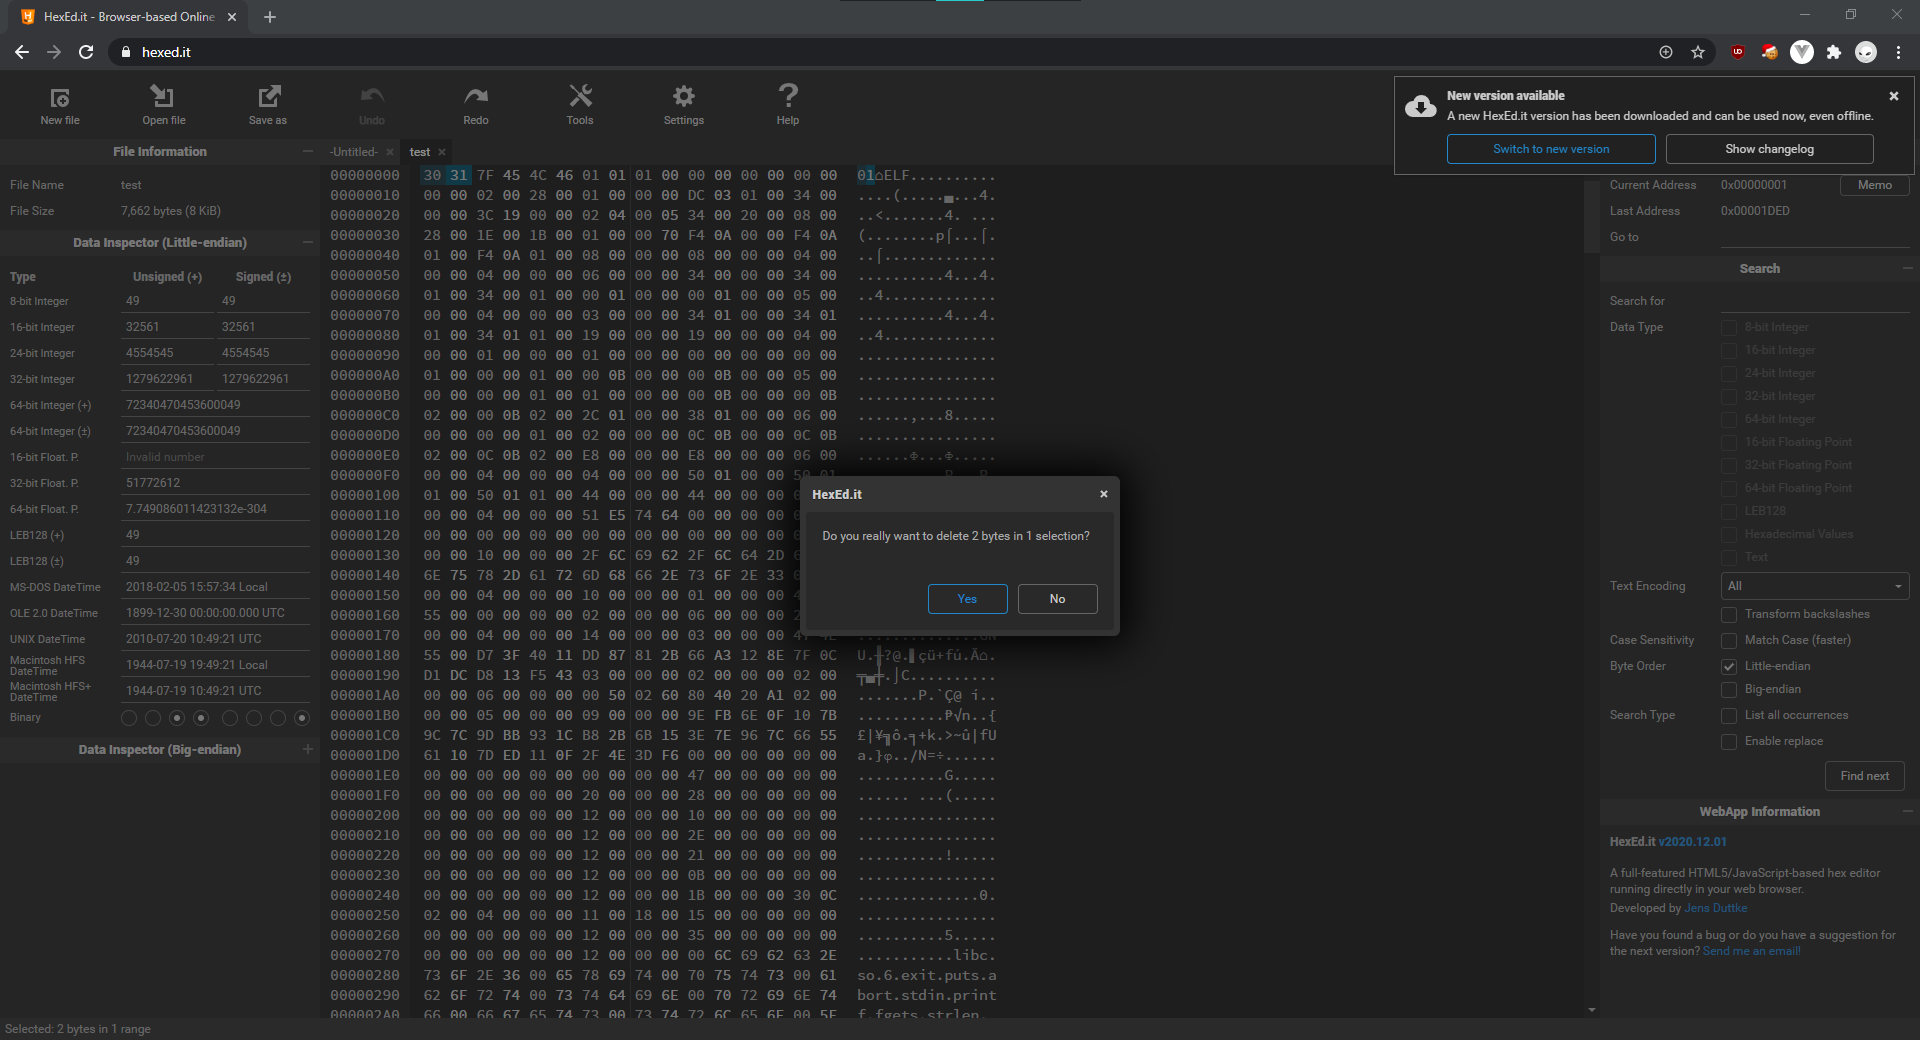 HexEd.it - Browser-based Online
hexed.it
New file
Open file
Save as
Undo
Redo
Tools
Settings
Help
New version available
A new HexEd.it version has been downloaded and can be used now, even offline.
Switch to new version
Show changelog
File Information
File Name test
File Size 7,662 bytes (8 KiB)
Data Inspector (Little-endian)
Type Unsigned (+) Signed (±)
8-bit Integer 49 49
16-bit Integer 32561 32561
24-bit Integer 4554545 4554545
32-bit Integer 1279622961 1279622961
64-bit Integer (+) 72340470453600049
64-bit Integer (±) 72340470453600049
16-bit Float. P. Invalid number
32-bit Float. P. 51772612
64-bit Float. P. 7.749086011423132e-304
LEB128 (+) 49
LEB128 (±) 49
MS-DOS DateTime 2018-02-05 15:57:34 Local
OLE 2.0 DateTime 1899-12-30 00:00:00.000 UTC
UNIX DateTime 2010-07-20 10:49:21 UTC
Macintosh HFS DateTime 1944-07-19 19:49:21 Local
Macintosh HFS+ DateTime 1944-07-19 10:49:21 UTC
Binary
Data Inspector (Big-endian)
-Untitled-
test
00000000 30 31 7F 45 4C 46 01 01 01 00 00 00 00 00 00 00 01⌂ELF..........
00000010 00 00 02 00 28 00 01 00 00 00 DC 03 01 00 34 00 ....(.....▄...4.
00000020 00 00 3C 19 00 00 02 04 00 05 34 00 20 00 08 00 ..<.......4. ...
00000030 28 00 1E 00 1B 00 01 00 00 70 F4 0A 00 00 F4 0A (........p⌠...⌠.
00000040 01 00 F4 0A 01 00 08 00 00 00 08 00 00 00 04 00 ..⌠.............
00000050 00 00 04 00 00 00 06 00 00 00 34 00 00 00 34 00 ..........4...4.
00000060 01 00 34 00 01 00 00 01 00 00 00 01 00 00 05 00 ..4.............
00000070 00 00 04 00 00 00 03 00 00 00 34 01 00 00 34 01 ..........4...4.
00000080 01 00 34 01 01 00 19 00 00 00 19 00 00 00 04 00 ..4.............
00000090 00 00 01 00 00 00 01 00 00 00 00 00 00 00 00 00 ................
000000A0 01 00 00 00 01 00 00 0B 00 00 00 0B 00 00 05 00 ................
000000B0 00 00 00 00 01 00 01 00 00 00 00 0B 00 00 00 0B ................
000000C0 02 00 00 0B 02 00 2C 01 00 00 38 01 00 00 06 00 ......,...8.....
000000D0 00 00 00 00 01 00 02 00 00 00 0C 0B 00 00 0C 0B ................
000000E0 02 00 0C 0B 02 00 E8 00 00 00 E8 00 00 00 06 00 ......Φ...Φ.....
000000F0 00 00 04 00 00 00 04 00 00 00 50 01 00 00 50 01
00000100 01 00 50 01 01 00 44 00 00 00 44 00 00 00
00000110 00 00 04 00 00 00 51 E5 74 64 00 00 00 00
00000120 00 00 00 00 00 00 00 00 00 00 00 00 00 00
00000130 00 00 10 00 00 00 2F 6C 69 62 2F 6C 64 2D
00000140 6E 75 78 2D 61 72 6D 68 66 2E 73 6F 2E 33
00000150 00 00 04 00 00 00 10 00 00 00 01 00 00 00
00000160 55 00 00 00 00 00 02 00 00 00 06 00 00 00
00000170 00 00 04 00 00 00 14 00 00 00 03 00 00 00
00000180 55 00 D7 3F 40 11 DD 87 81 2B 66 A3 12 8E 7F 0C U.╫?@.▌çü+fú.Ä⌂.
00000190 D1 DC D8 13 F5 43 03 00 00 00 02 00 00 00 02 00 ╤▄╪.⌡C..........
000001A0 00 00 06 00 00 00 00 50 02 60 80 40 20 A1 02 00 .......P.`Ç@ í..
000001B0 00 00 05 00 00 00 09 00 00 00 9E FB 6E 0F 10 7B ..........₧√n..{
000001C0 9C 7C 9D BB 93 1C B8 2B 6B 15 3E 7E 96 7C 66 55 £|¥╗ô.╕+k.>~û|fU
000001D0 61 10 7D ED 11 0F 2F 4E 3D F6 00 00 00 00 00 00 a.}φ../N=÷......
000001E0 00 00 00 00 00 00 00 00 00 00 47 00 00 00 00 00 ..........G.....
000001F0 00 00 00 00 00 00 20 00 00 00 28 00 00 00 00 00 ...... ...(.....
00000200 00 00 00 00 00 00 12 00 00 00 10 00 00 00 00 00 ................
00000210 00 00 00 00 00 00 12 00 00 00 2E 00 00 00 00 00 ................
00000220 00 00 00 00 00 00 12 00 00 00 21 00 00 00 00 00 ..........!.....
00000230 00 00 00 00 00 00 12 00 00 00 0B 00 00 00 00 00 ................
00000240 00 00 00 00 00 00 12 00 00 00 1B 00 00 00 30 0C ..............0.
00000250 02 00 04 00 00 00 11 00 18 00 15 00 00 00 00 00 ................
00000260 00 00 00 00 00 00 12 00 00 00 35 00 00 00 00 00 ..........5.....
00000270 00 00 00 00 00 00 12 00 00 00 00 6C 69 62 63 2E ...........libc.
00000280 73 6F 2E 36 00 65 78 69 74 00 70 75 74 73 00 61 so.6.exit.puts.a
00000290 62 6F 72 74 00 73 74 64 69 6E 00 70 72 69 6E 74 bort.stdin.print
000002A0 66 00 66 67 65 74 73 00 73 74 72 6C 65 6E 00 5F f.fgets.strlen.
HexEd.it
Do you really want to delete 2 bytes in 1 selection?
Yes
No
Current Address 0x00000001
Memo
Last Address 0x00001DED
Go to
Search
Search for
Data Type
8-bit Integer
16-bit Integer
24-bit Integer
32-bit Integer
64-bit Integer
16-bit Floating Point
32-bit Floating Point
64-bit Floating Point
LEB128
Hexadecimal Values
Text
Text Encoding All
Transform backslashes
Case Sensitivity Match Case (faster)
Byte Order Little-endian
Big-endian
Search Type List all occurrences
Enable replace
Find next
WebApp Information
HexEd.it v2020.12.01
A full-featured HTML5/JavaScript-based hex editor
running directly in your web browser.
Developed by Jens Duttke
Have you found a bug or do you have a suggestion for
the next version? Send me an email!
Selected: 2 bytes in 1 range